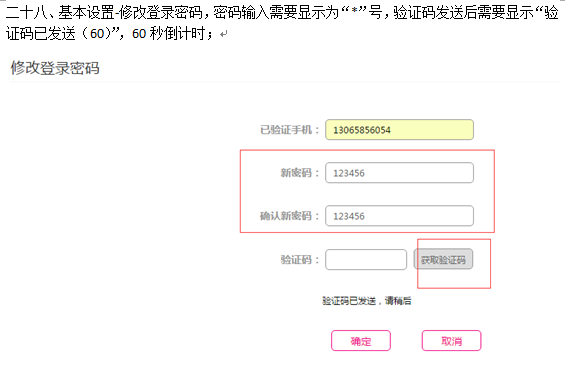 二十八、基本设置-修改登录密码，密码输入需要显示为“*”号，验证码发送后需要显示“验
证码已发送（60）”，60 秒倒计时；
修改登录密码
已验证手机： 13065856054
新密码： 123456
确认新密码： 123456
验证码： 获取验证码
验证码已发送，请稍后
确定 取消